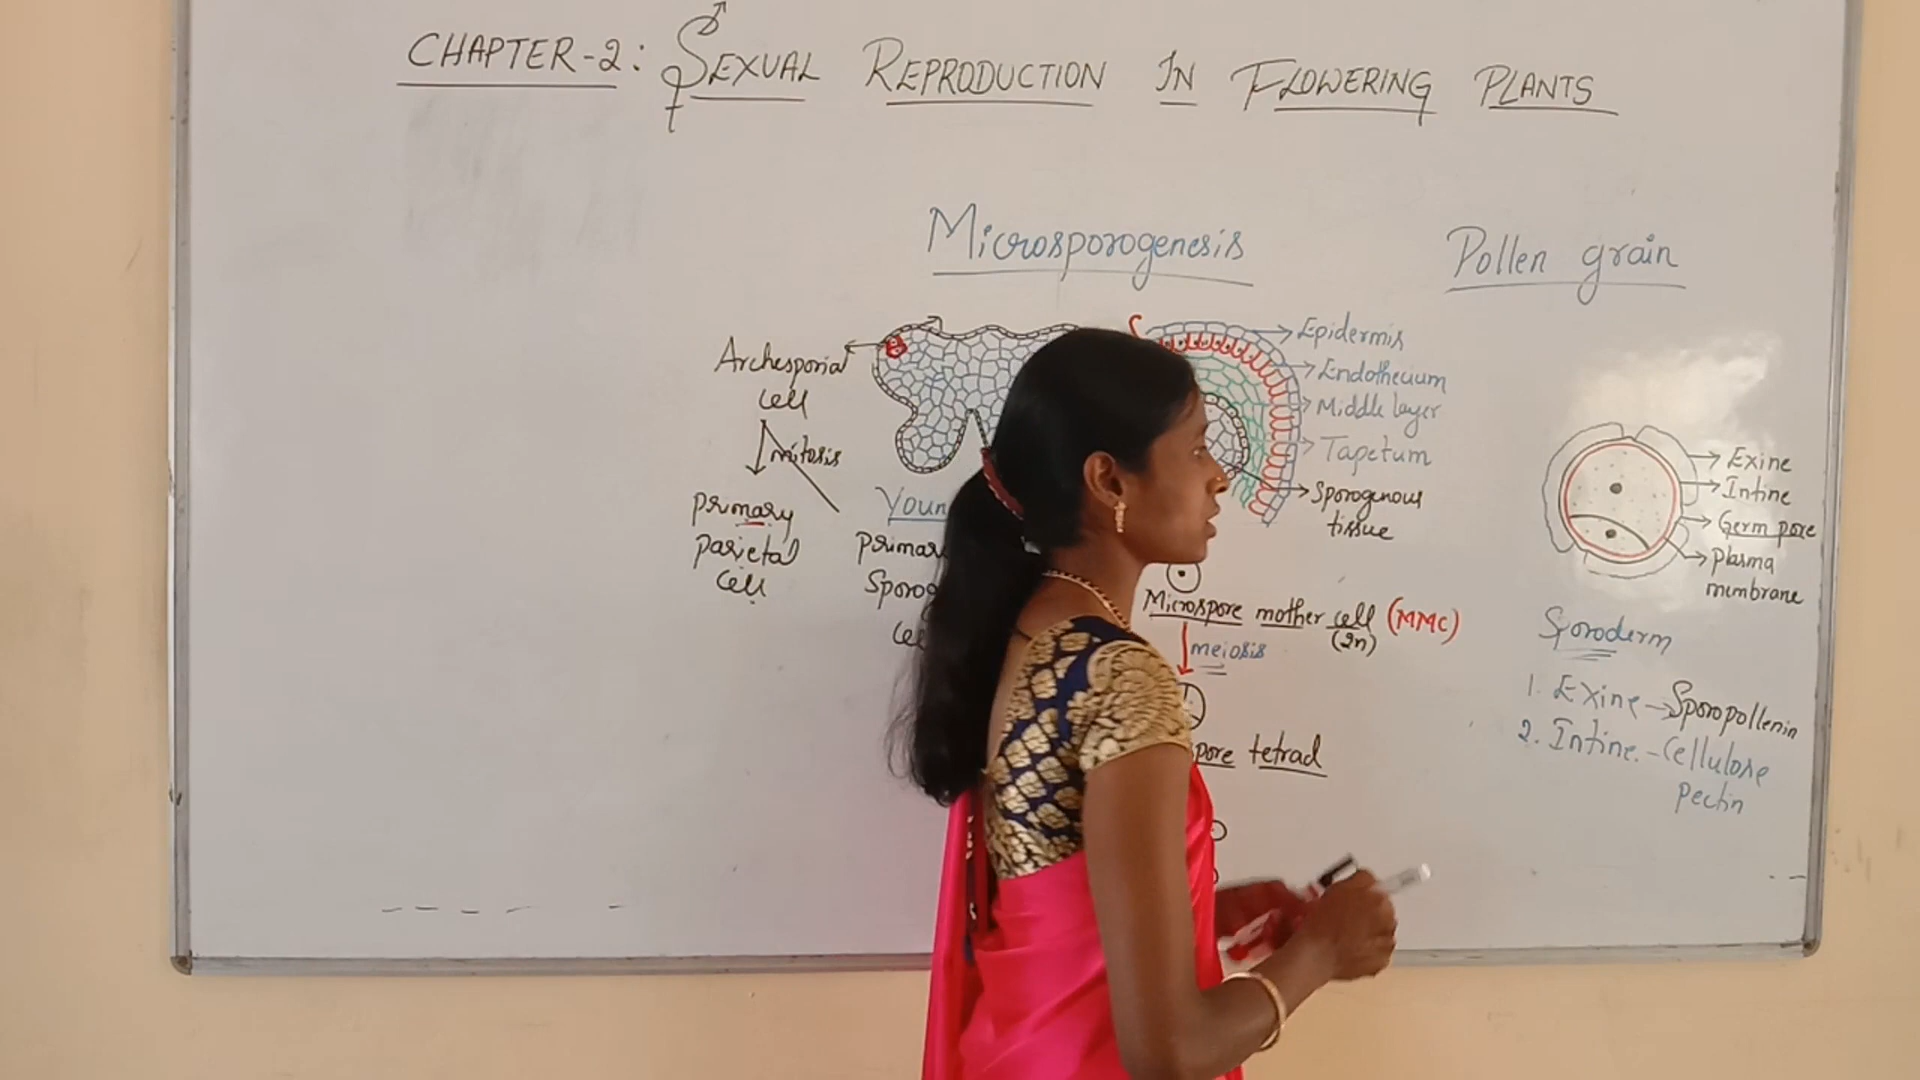 CHAPTER-2: SEXUAL REPRODUCTION IN FLOWERING PLANTS
Microsporogenesis
Archesporial
cell
mitosis
primary
parietal
cell
Epidermis
Endothecium
Middle layer
Tapetum
Sporogenous
tissue
Microspore mother cell (MMC)
(2n)
meiosis
tetrad
Pollen grain
Exine
Intine
Germ pore
Plasma
membrane
Sporoderm
1. Exine → Sporopollenin
2. Intine. - Cellulose
Pectin